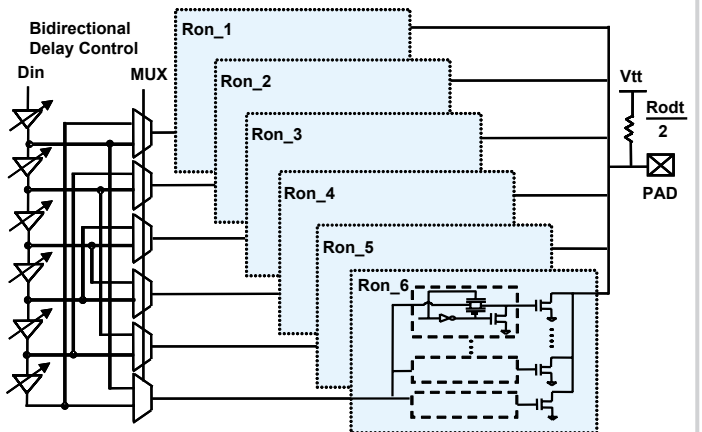 Bidirectional
Delay Control
Din
MUX
Ron_1
Ron_2
Ron_3
Ron_4
Ron_5
Ron_6
Vtt
Rodt
2
PAD